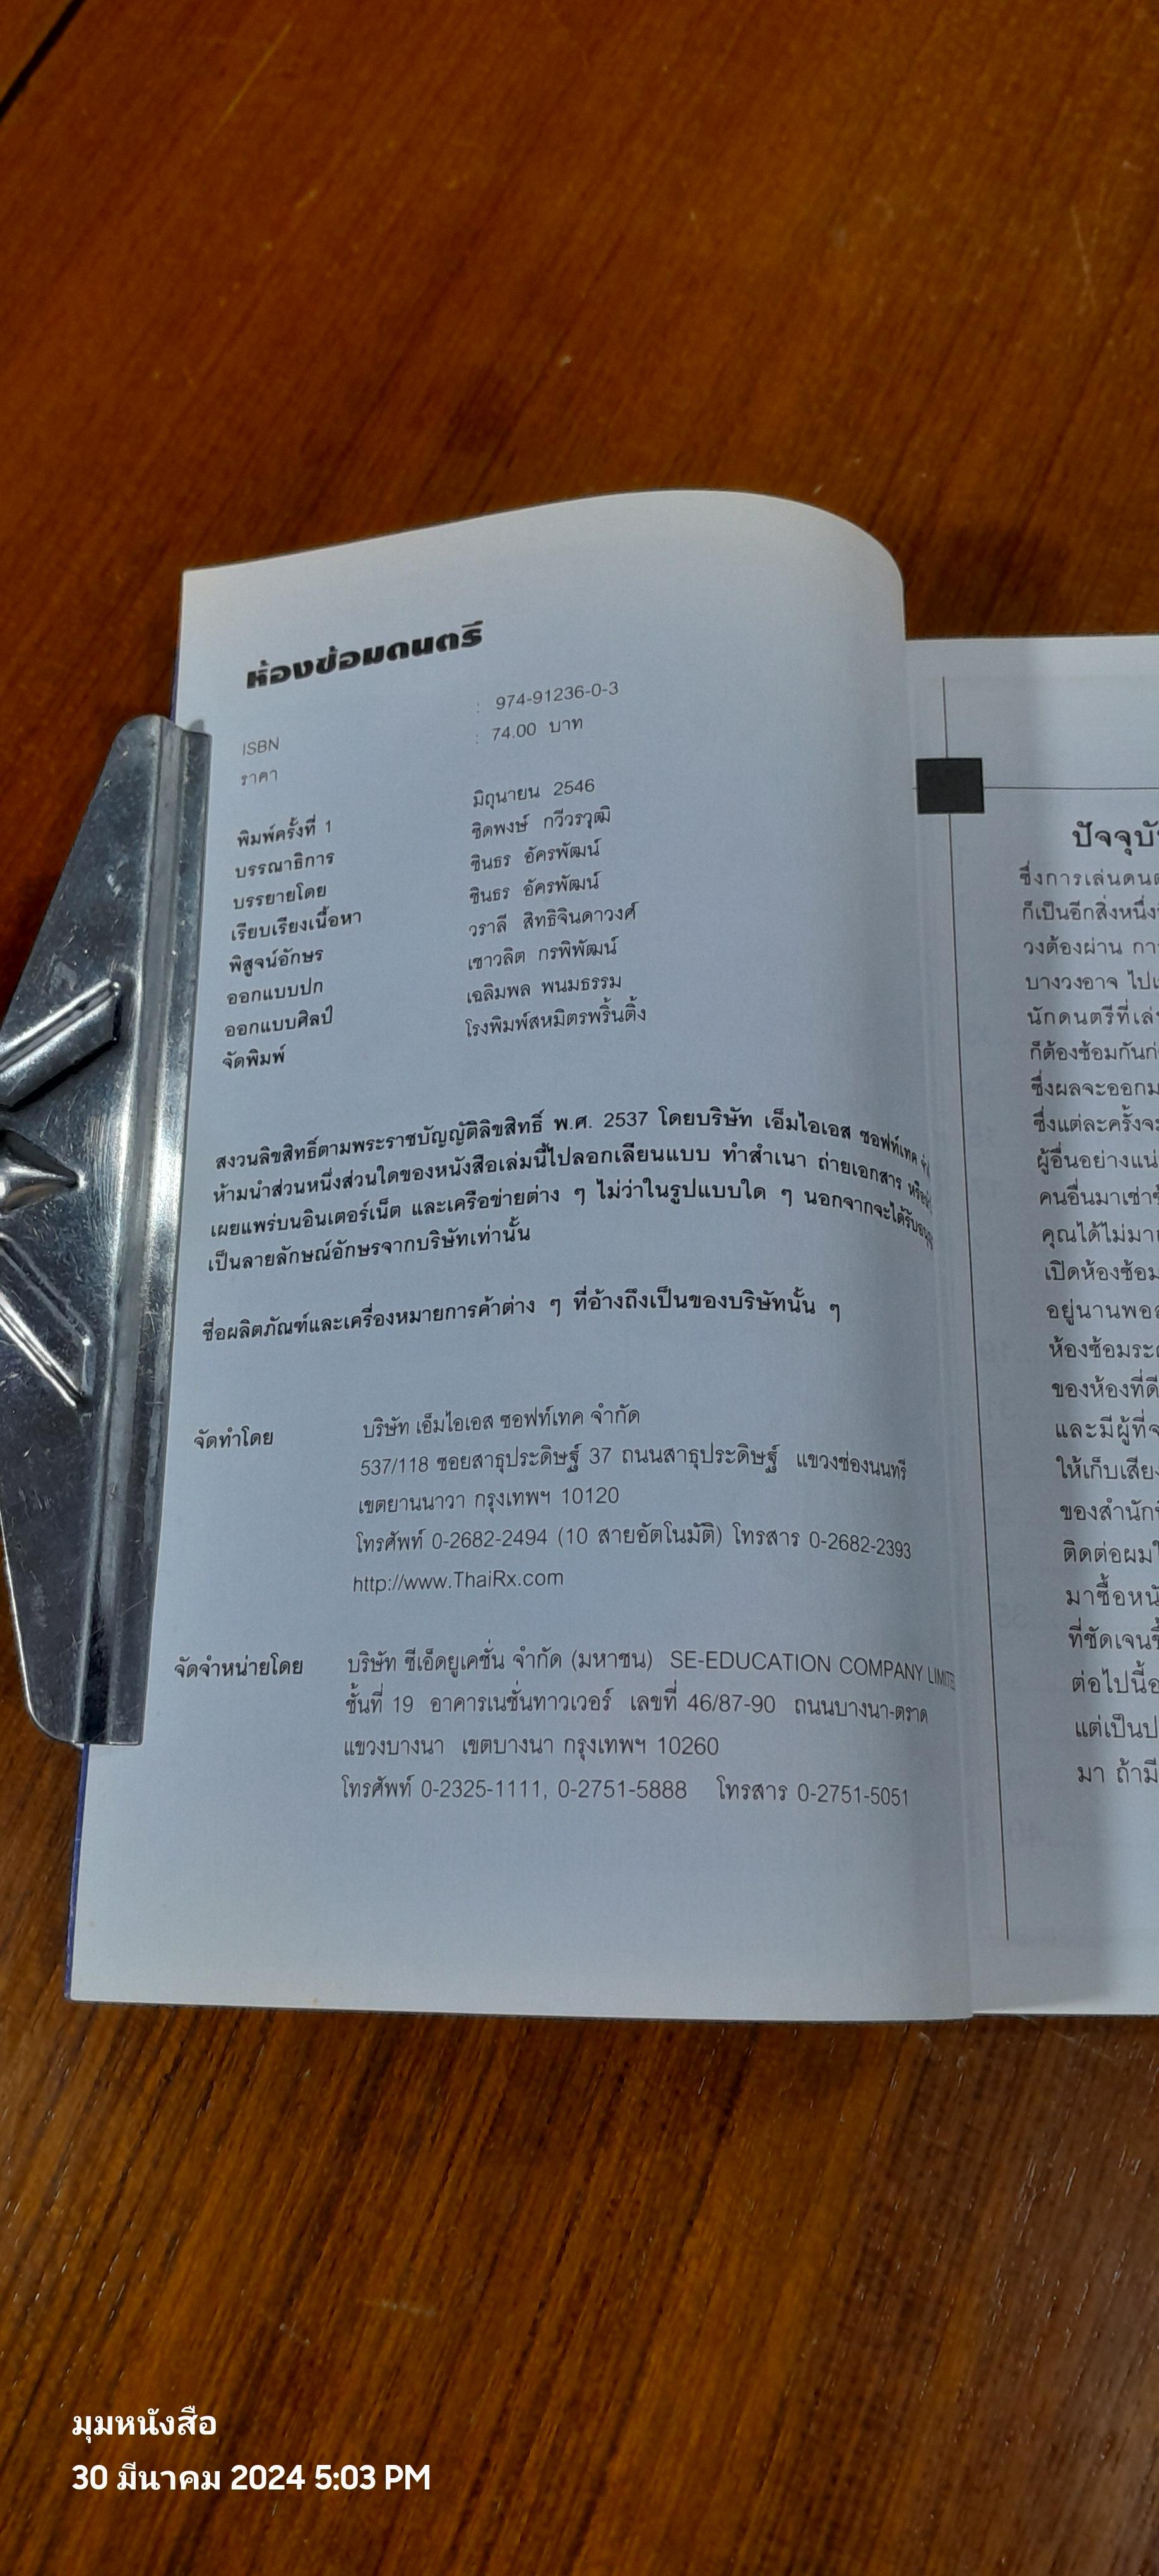 ห้องซ้อมดนตรี
ISBN : 974-91236-0-3
ราคา : 74.00 บาท
พิมพ์ครั้งที่ 1 มิถุนายน 2546
บรรณาธิการ ชิดพงษ์ กวีวรวุฒิ
บรรยายโดย ชินธร อัครพัฒน์
เรียบเรียงเนื้อหา ชินธร อัครพัฒน์
พิสูจน์อักษร วราลี สิทธิจินดาวงศ์
ออกแบบปก เชาวลิต กรพิพัฒน์
ออกแบบศิลป์ เฉลิมพล พนมธรรม
จัดพิมพ์ โรงพิมพ์สหมิตรพริ้นติ้ง
สงวนลิขสิทธิ์ตามพระราชบัญญัติลิขสิทธิ์ พ.ศ. 2537 โดยบริษัท เอ็มไอเอส ซอฟท์เทค
ห้ามนำส่วนหนึ่งส่วนใดของหนังสือเล่มนี้ไปลอกเลียนแบบ ทำสำเนา ถ่ายเอกสาร
เผยแพร่บนอินเตอร์เน็ต และเครือข่ายต่าง ๆ ไม่ว่าในรูปแบบใด ๆ นอกจากจะได้รับ
เป็นลายลักษณ์อักษรจากบริษัทเท่านั้น
ชื่อผลิตภัณฑ์และเครื่องหมายการค้าต่าง ๆ ที่อ้างถึงเป็นของบริษัทนั้น ๆ
จัดทำโดย บริษัท เอ็มไอเอส ซอฟท์เทค จำกัด
537/118 ซอยสาธุประดิษฐ์ 37 ถนนสาธุประดิษฐ์ แขวงช่องนนทรี
เขตยานนาวา กรุงเทพฯ 10120
โทรศัพท์ 0-2682-2494 (10 สายอัตโนมัติ) โทรสาร 0-2682-2393
http://www.ThaiRx.com
จัดจำหน่ายโดย บริษัท ซีเอ็ดยูเคชั่น จำกัด (มหาชน) SE-EDUCATION COMPANY
ชั้นที่ 19 อาคารเนชั่นทาวเวอร์ เลขที่ 46/87-90 ถนนบางนา-ตราด
แขวงบางนา เขตบางนา กรุงเทพฯ 10260
โทรศัพท์ 0-2325-1111, 0-2751-5888 โทรสาร 0-2751-5051
ซึ่งการเล่นดนต
ก็เป็นอีกสิ่งหนึ่ง
วงต้องผ่าน กา
บางวงอาจ ไป
นักดนตรีที่เล่
ก็ต้องซ้อมกัน
ซึ่งผลจะออกม
ซึ่งแต่ละครั้งจ
ผู้อื่นอย่างแน่
คนอื่นมาเช่า
คุณได้ไม่มา
เปิดห้องซ้อม
อยู่นานพอ
ห้องซ้อมระ
ของห้องที่ดี
และมีผู้ที่จ
ให้เก็บเสียง
ของสำนัก
ติดต่อผม
มาซื้อหนั
ที่ชัดเจน
ต่อไปนี้
แต่เป็น
มา ถ้ามี
มุมหนังสือ
30 มีนาคม 2024 5:03 PM